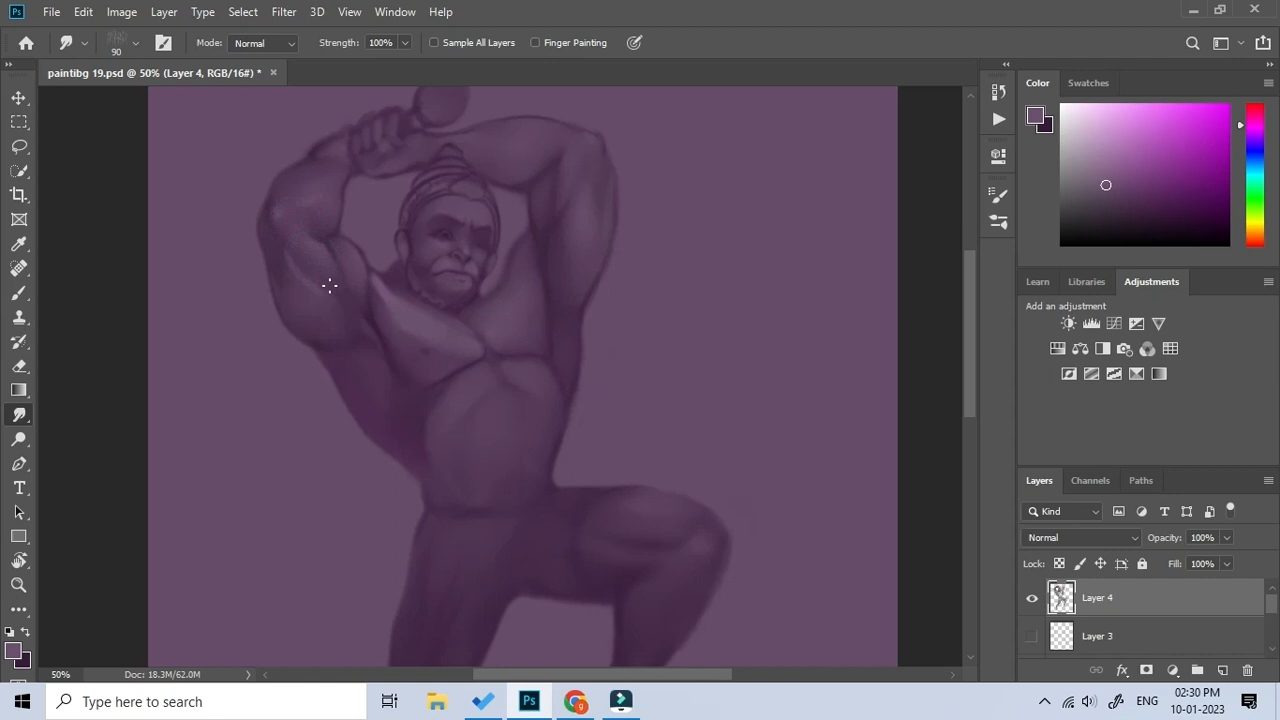 Ps File Edit Image Layer Type Select Filter 3D View Window Help
90 Mode: Normal Strength: 100% Sample All Layers Finger Painting
paintibg 19.psd @ 50% (Layer 4, RGB/16#) *
Color Swatches
Learn Libraries Adjustments
Add an adjustment
Layers Channels Paths
Kind
Normal Opacity: 100%
Lock: Fill: 100%
Layer 4
Layer 3
50% Doc: 18.3M/62.0M
Type here to search
Ps
ENG
02:30 PM
10-01-2023